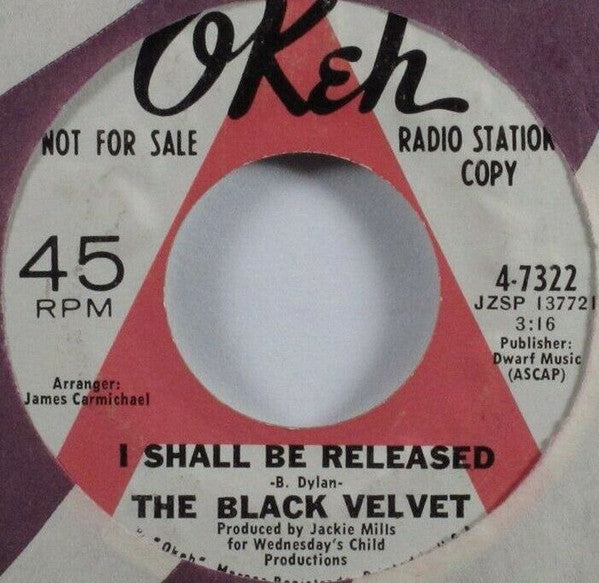 OKeh
NOT FOR SALE
RADIO STATION
COPY
45
RPM
4-7322
JZSP 137721
3:16
Publisher:
Dwarf Music
(ASCAP)
Arranger:
James Carmichael
I SHALL BE RELEASED
-B. Dylan-
THE BLACK VELVET
Produced by Jackie Mills
for Wednesday's Child
Productions
"Okeh"